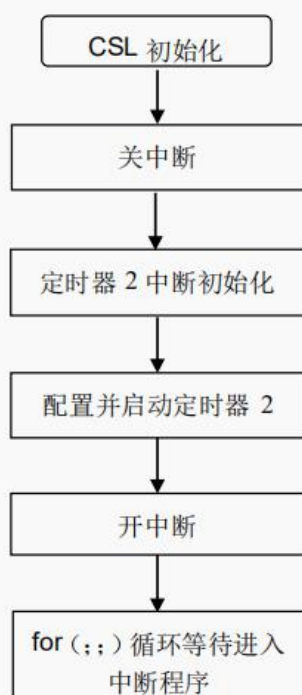 CSL 初始化
关中断
定时器 2 中断初始化
配置并启动定时器 2
开中断
for（；；）循环等待进入
中断程序